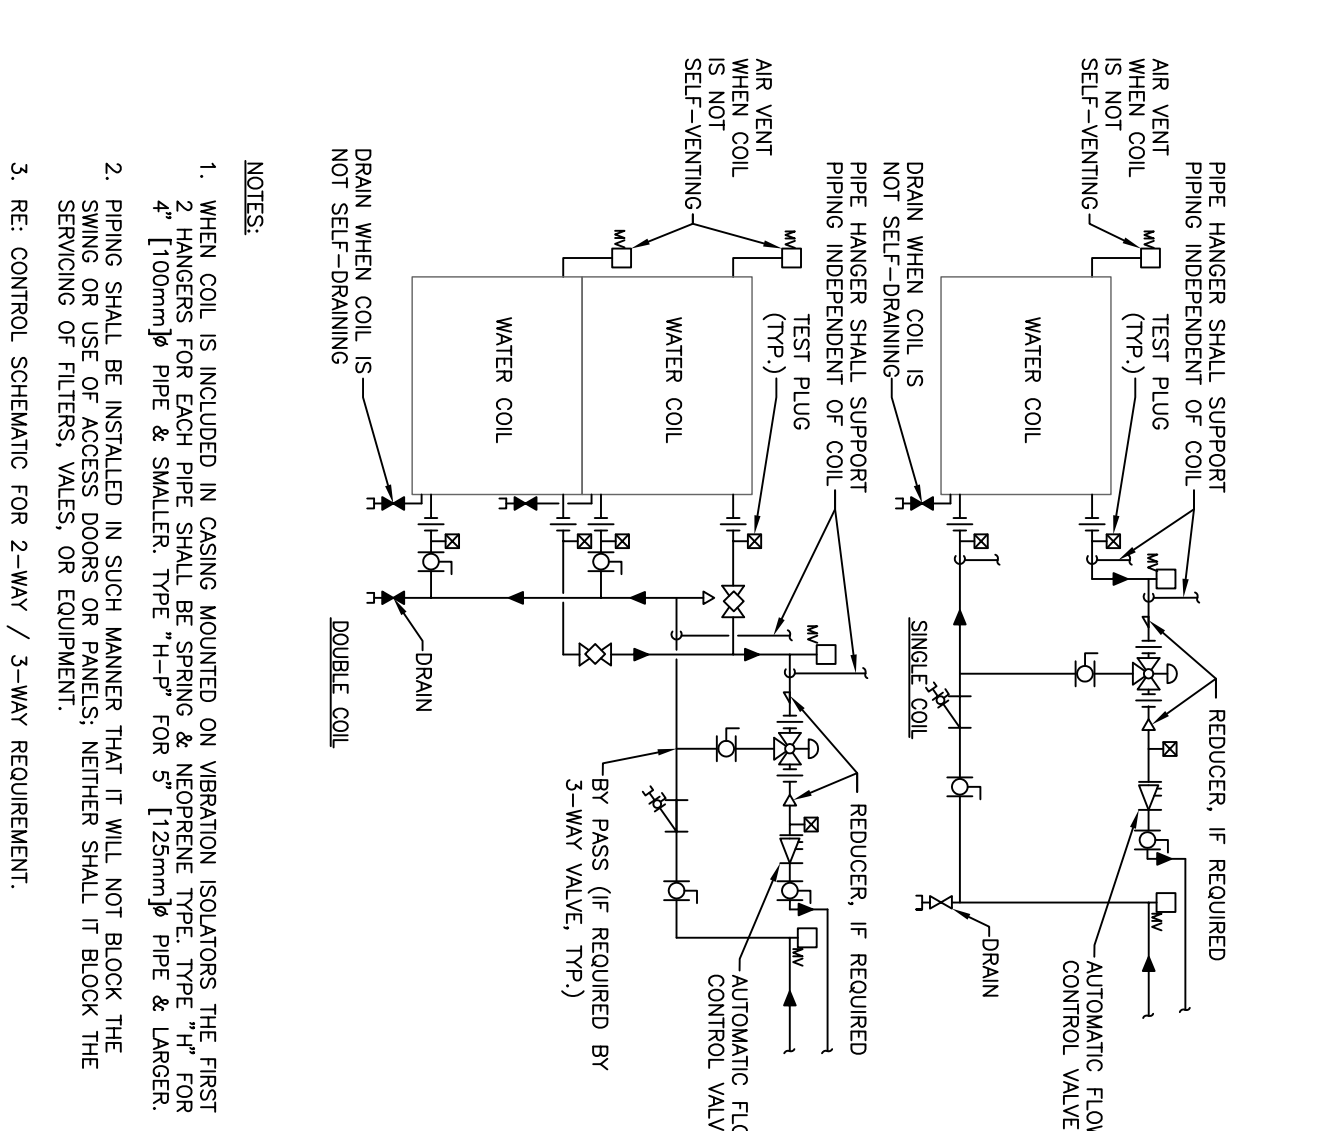 AIR VENT
WHEN COIL
IS NOT
SELF-VENTING
PIPE HANGER SHALL SUPPORT
PIPING INDEPENDENT OF COIL
TEST PLUG
(TYP.)
MV
MV
MV
WATER COIL
DRAIN WHEN COIL IS
NOT SELF-DRAINING
REDUCER, IF REQUIRED
AUTOMATIC FLOW
CONTROL VALVE
DRAIN
SINGLE COIL
AIR VENT
WHEN COIL
IS NOT
SELF-VENTING
PIPE HANGER SHALL SUPPORT
PIPING INDEPENDENT OF COIL
TEST PLUG
(TYP.)
MV
MV
MV
MV
WATER COIL
WATER COIL
REDUCER, IF REQUIRED
AUTOMATIC FLO
CONTROL VALV
BY PASS (IF REQUIRED BY
3-WAY VALVE, TYP.)
DRAIN WHEN COIL IS
NOT SELF-DRAINING
DRAIN
DOUBLE COIL
NOTES:
1. WHEN COIL IS INCLUDED IN CASING MOUNTED ON VIBRATION ISOLATORS THE FIRST
2 HANGERS FOR EACH PIPE SHALL BE SPRING & NEOPRENE TYPE. TYPE "H" FOR
4" [100mm]ø PIPE & SMALLER. TYPE "H-P" FOR 5" [125mm]ø PIPE & LARGER.
2. PIPING SHALL BE INSTALLED IN SUCH MANNER THAT IT WILL NOT BLOCK THE
SWING OR USE OF ACCESS DOORS OR PANELS; NEITHER SHALL IT BLOCK THE
SERVICING OF FILTERS, VALES, OR EQUIPMENT.
3. RE: CONTROL SCHEMATIC FOR 2-WAY / 3-WAY REQUIREMENT.